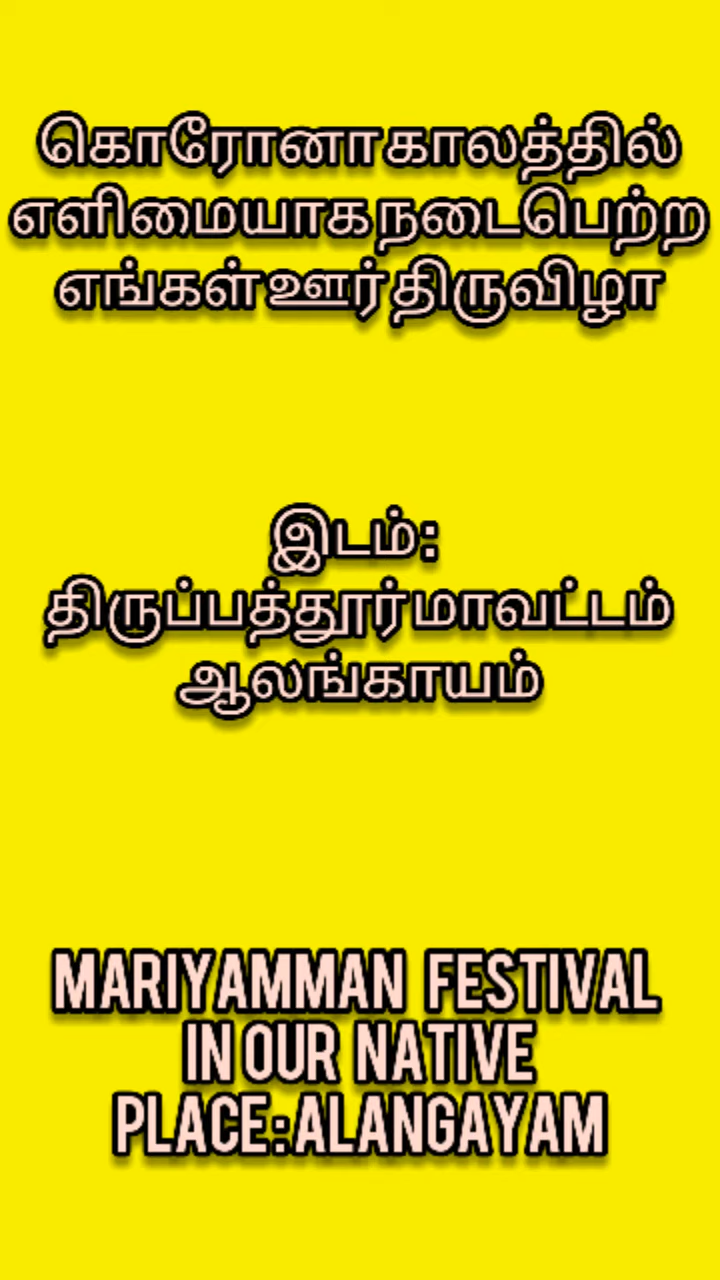 கொரோனா காலத்தில்
எளிமையாக நடைபெற்ற
எங்கள் ஊர் திருவிழா
இடம்:
திருப்பத்தூர் மாவட்டம்
ஆலங்காயம்
MARIYAMMAN FESTIVAL
IN OUR NATIVE
PLACE:ALANGAYAM